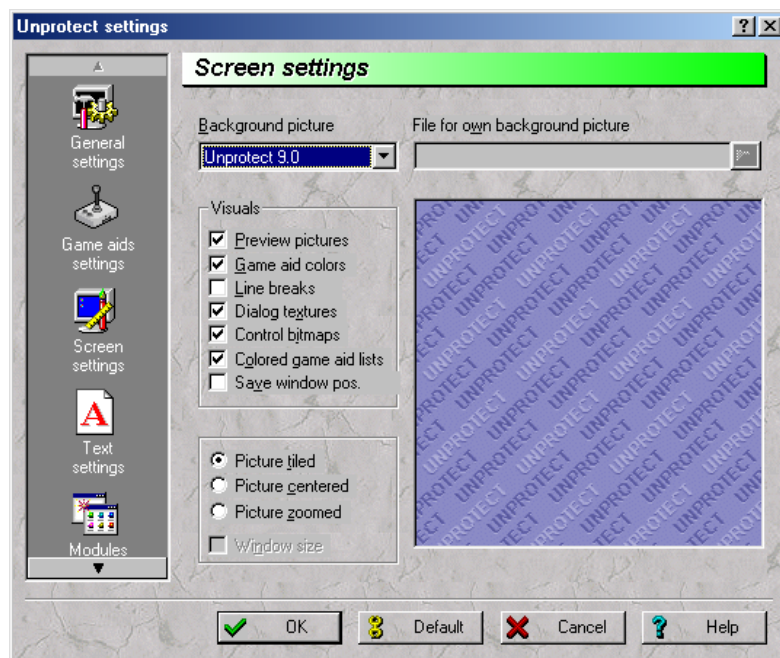 Unprotect settings
General
settings
Game aids
settings
Screen
settings
Text
settings
Modules
Screen settings
Background picture
File for own background picture
Unprotect 9.0
Visuals
Preview pictures
Game aid colors
Line breaks
Dialog textures
Control bitmaps
Colored game aid lists
Save window pos.
Picture tiled
Picture centered
Picture zoomed
Window size
UNPROTECT
OK
Default
Cancel
Help